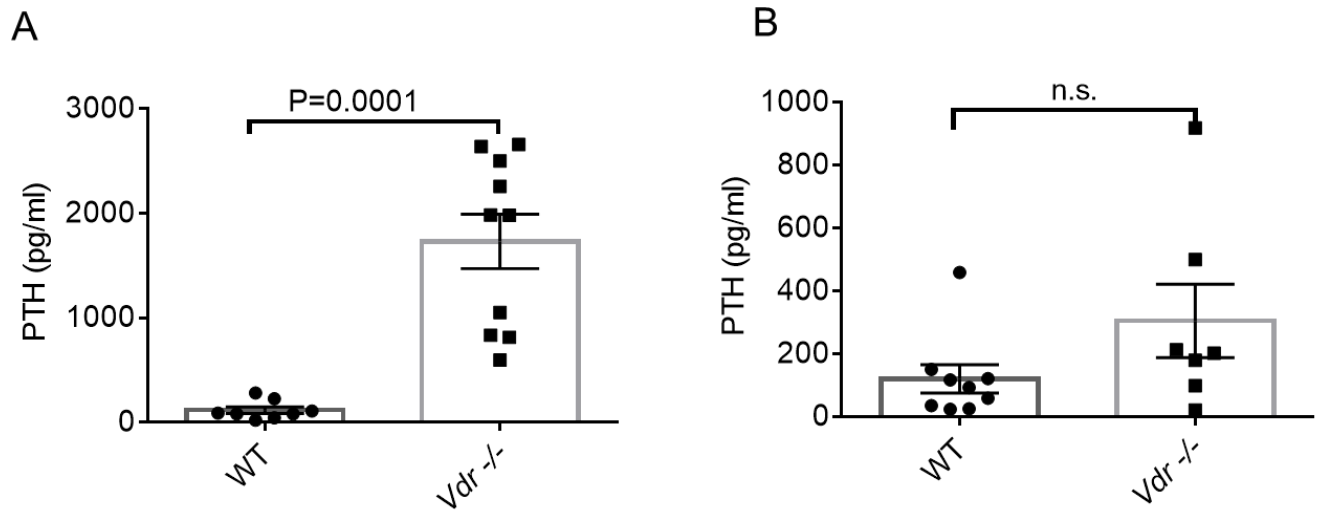 A
P=0.0001
PTH (pg/ml)
3000
2000
1000
0
WT
Vdr -/-
B
n.s.
PTH (pg/ml)
1000
800
600
400
200
0
WT
Vdr -/-